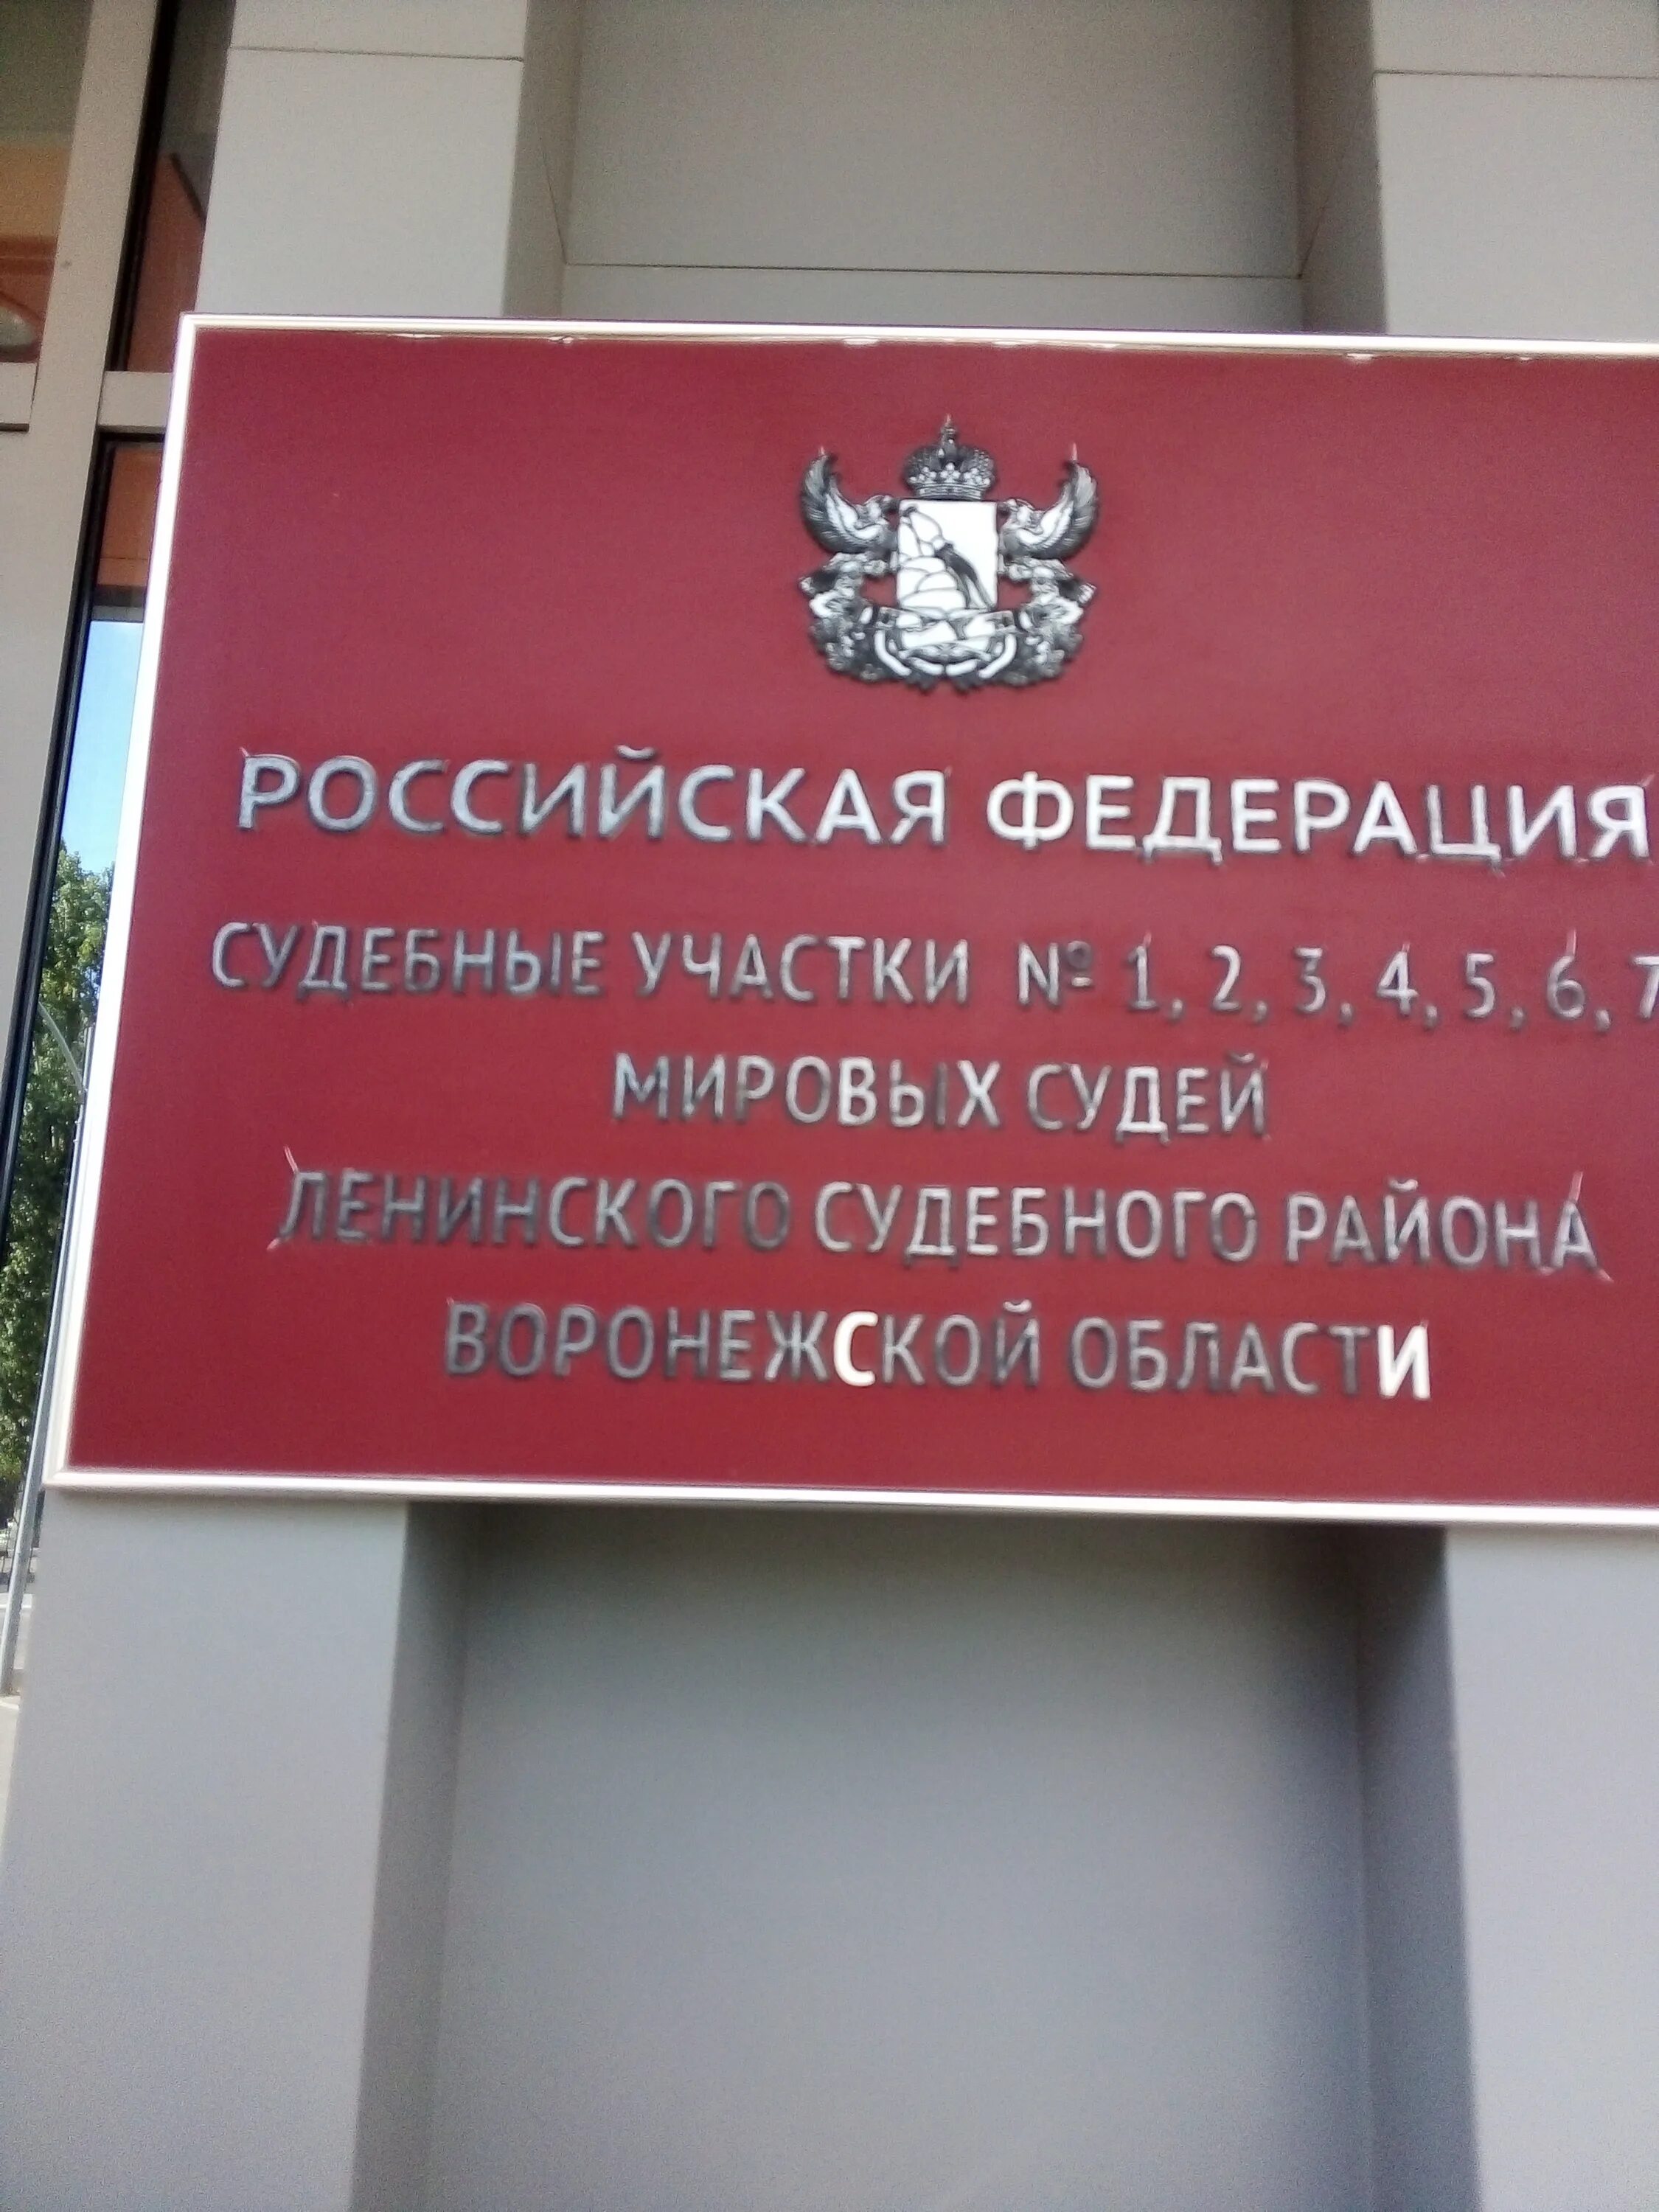 РОССИЙСКАЯ ФЕДЕРАЦИЯ
СУДЕБНЫЕ УЧАСТКИ № 1, 2, 3, 4, 5, 6, 7
МИРОВЫХ СУДЕЙ
ЛЕНИНСКОГО СУДЕБНОГО РАЙОНА
ВОРОНЕЖСКОЙ ОБЛАСТИ